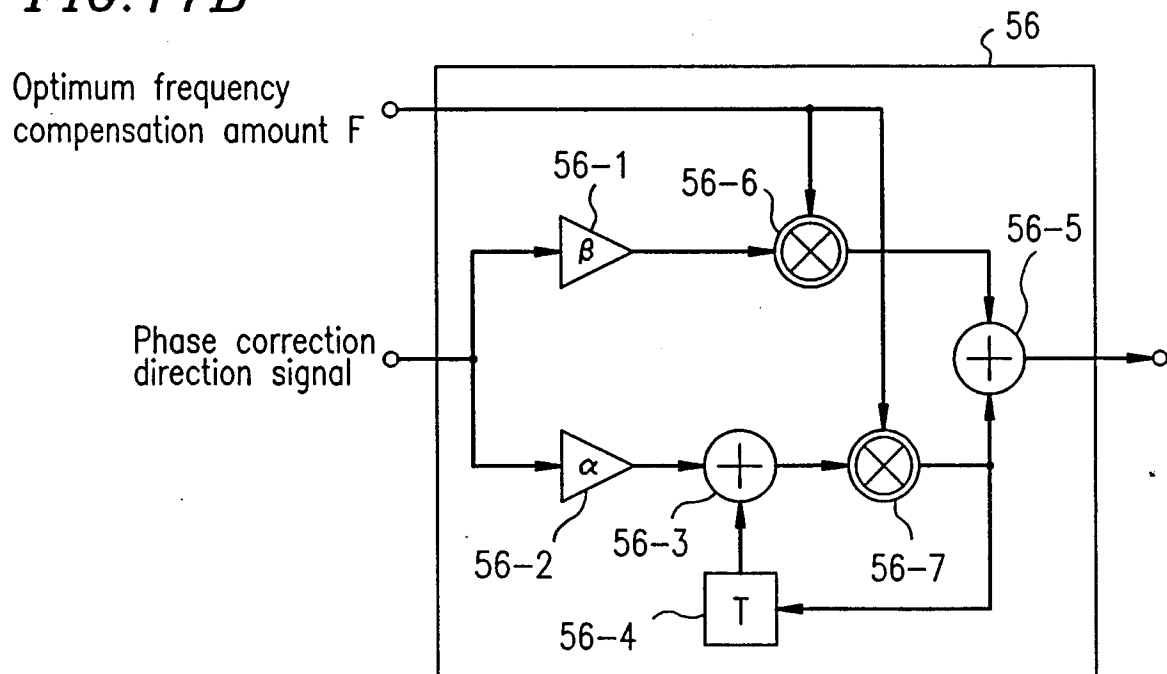 FIG.77B
56
Optimum frequency
compensation amount F
56-1
56-6
β
56-5
Phase correction
direction signal
α
56-2
56-3
56-7
T
56-4